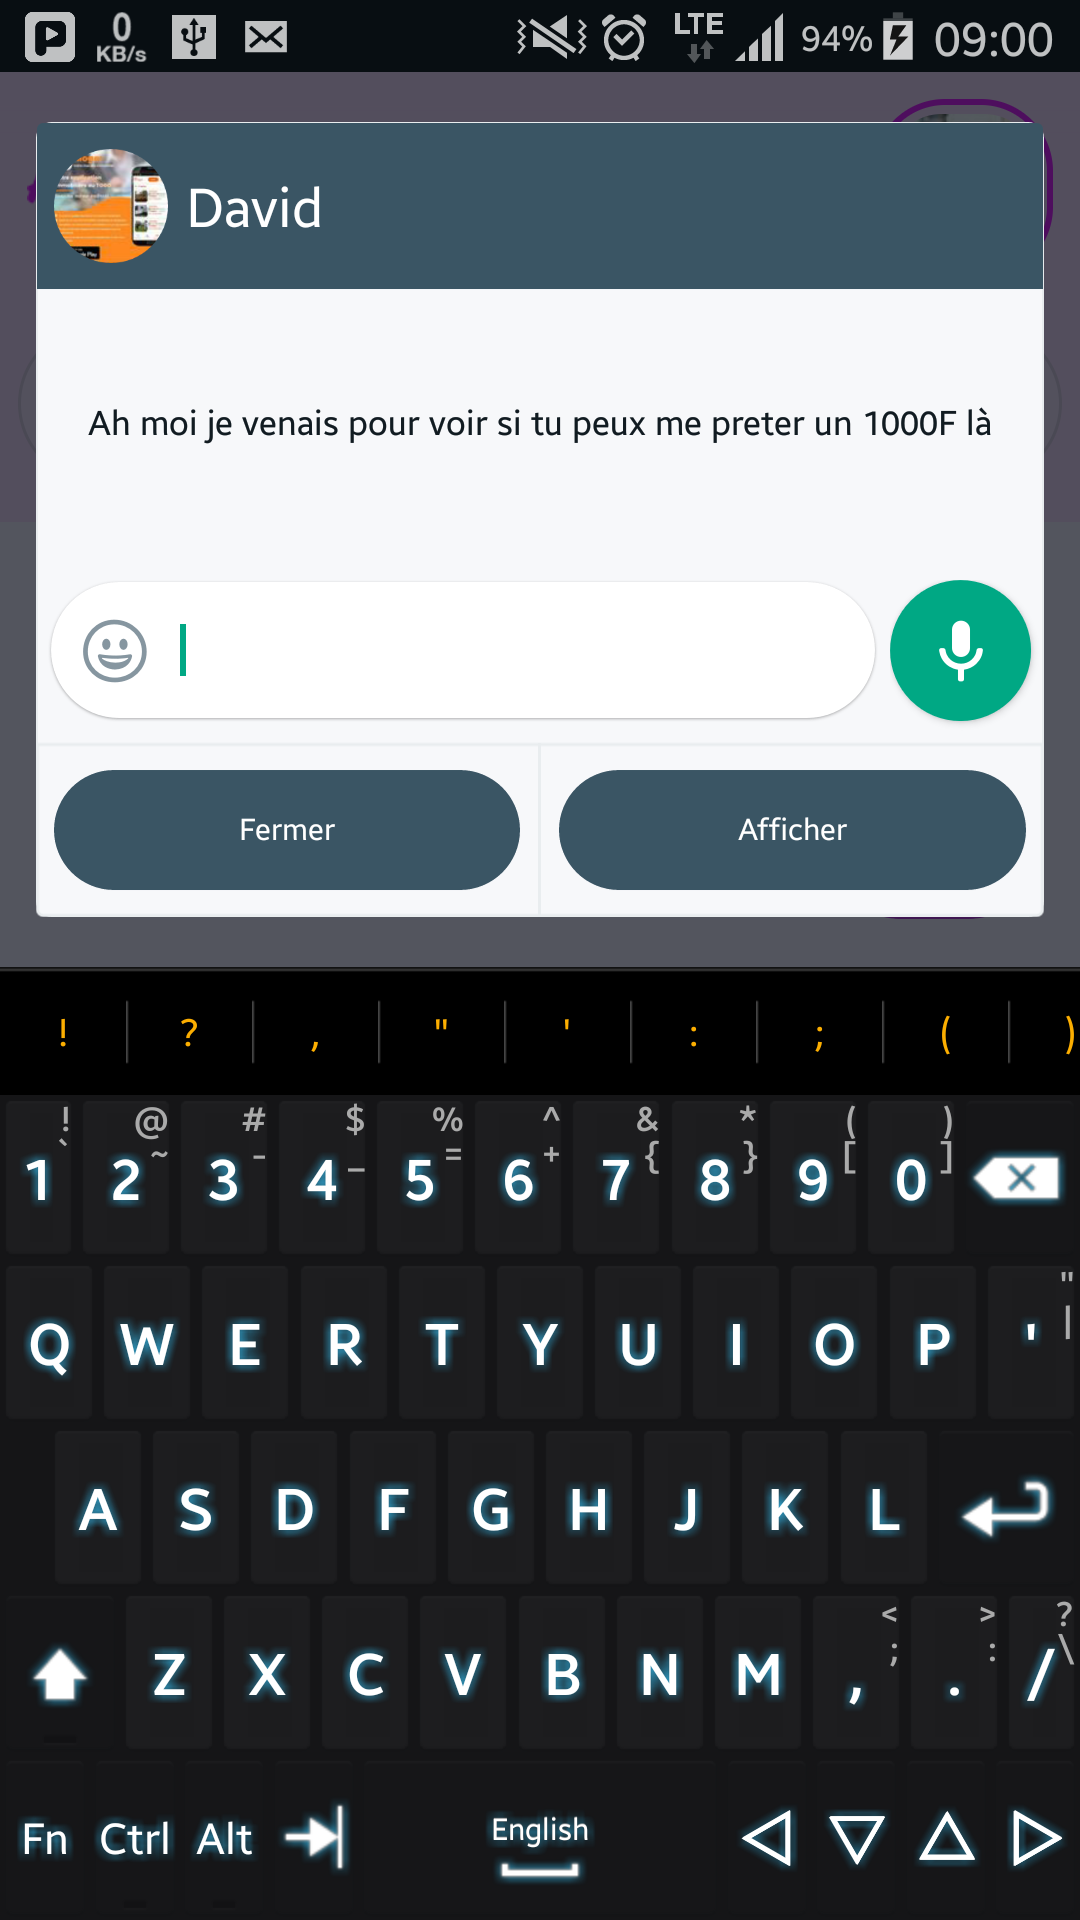 0
KB/s
LTE
94%
09:00
David
Ah moi je venais pour voir si tu peux me preter un 1000F là
Fermer
Afficher
! ? , " ' : ; ( )
! @ # $ % ^ & * ( )
` ~ - _ = + { } [ ]
1 2 3 4 5 6 7 8 9 0
"
|
Q W E R T Y U I O P '
A S D F G H J K L
< > ?
; : \
Z X C V B N M , . /
Fn Ctrl Alt English